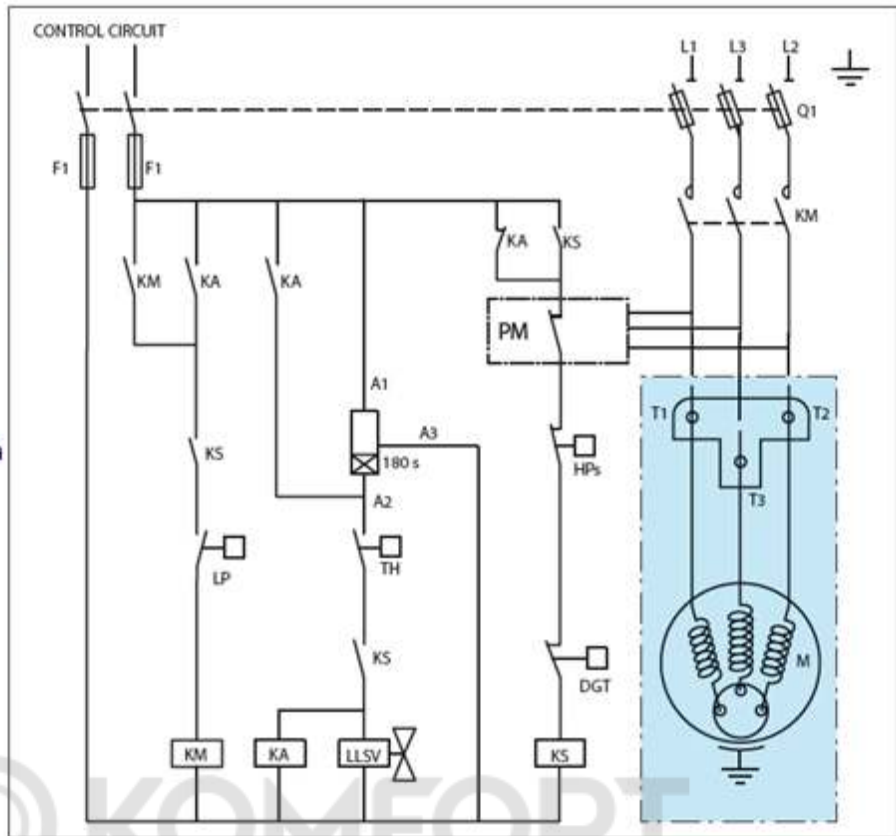 CONTROL CIRCUIT
L1 L3 L2
Q1
F1 F1
KM
KA KS
KM KA KA
PM
A1
T1 T2
A3
KS 180 s HPs
T3
A2
LP TH
KS
M
DGT
KM KA LLSV KS
KOMFORT